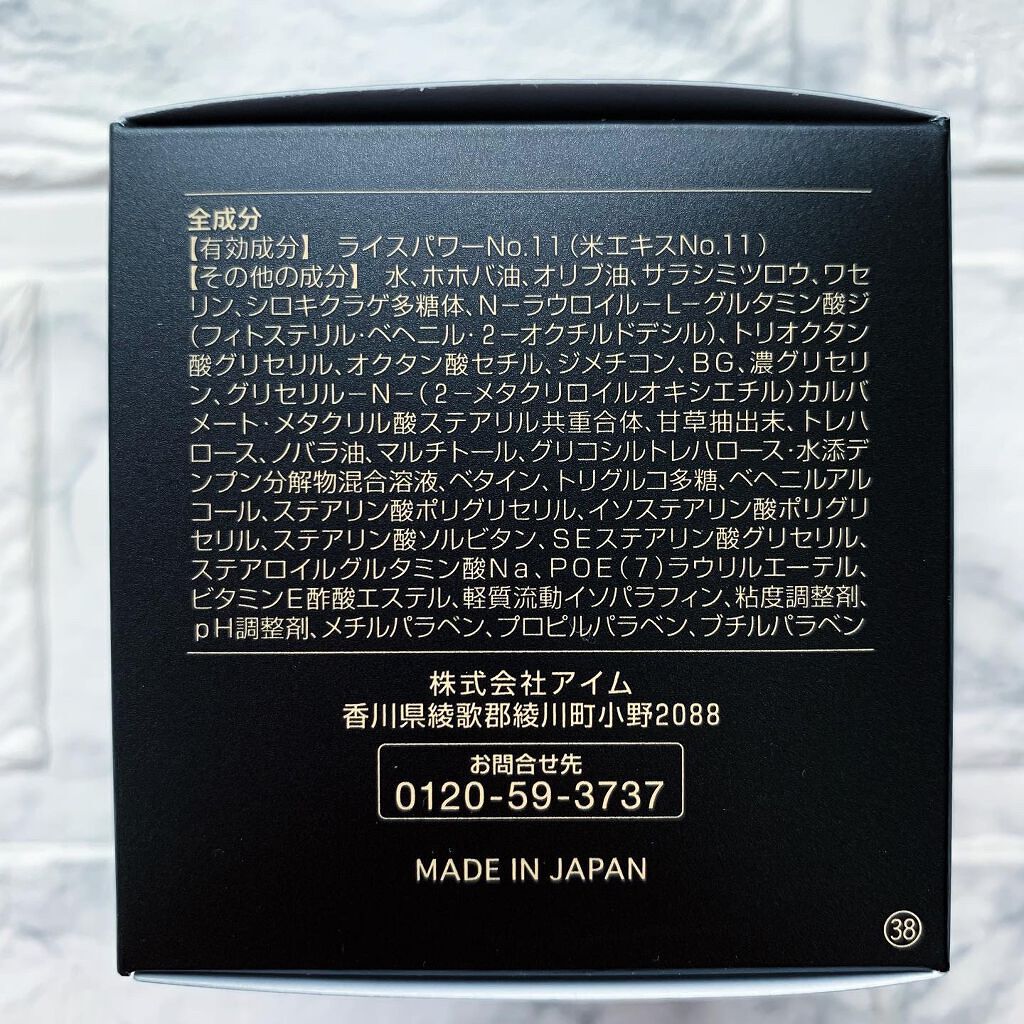 全成分
【有効成分】 ライスパワーNo.11(米エキスNo.11)
【その他の成分】 水、ホホバ油、オリブ油、サラシミツロウ、ワセ
リン、シロキクラゲ多糖体、N-ラウロイル-L-グルタミン酸ジ
(フィトステリル・ベヘニル・2-オクチルドデシル)、トリオクタン
酸グリセリル、オクタン酸セチル、ジメチコン、BG、濃グリセリ
ン、グリセリル-N-(2-メタクリロイルオキシエチル)カルバ
メート・メタクリル酸ステアリル共重合体、甘草抽出末、トレハ
ロース、ノバラ油、マルチトール、グリコシルトレハロース・水添デ
ンプン分解物混合溶液、ベタイン、トリグルコ多糖、ベヘニルアル
コール、ステアリン酸ポリグリセリル、イソステアリン酸ポリグリ
セリル、ステアリン酸ソルビタン、SEステアリン酸グリセリル、
ステアロイルグルタミン酸Na、POE(7)ラウリルエーテル、
ビタミンE酢酸エステル、軽質流動イソパラフィン、粘度調整剤、
pH調整剤、メチルパラベン、プロピルパラベン、ブチルパラベン
株式会社アイム
香川県綾歌郡綾川町小野2088
お問合せ先
0120-59-3737
MADE IN JAPAN
㊳